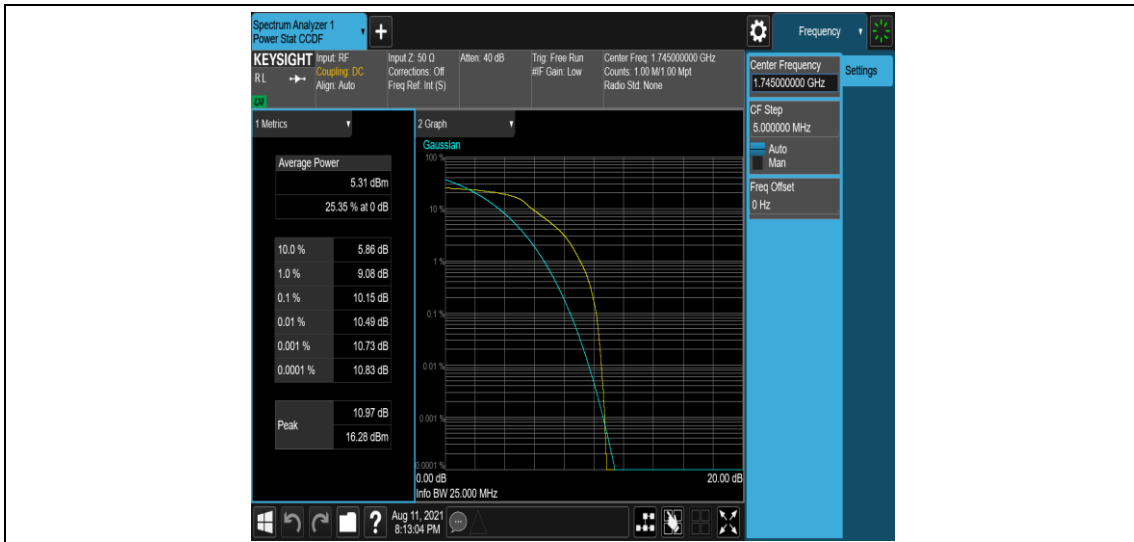 Spectrum Analyzer 1
Power Stat CCDF
Frequency
KEYSIGHT
RL
LM
Input: RF
Coupling: DC
Align: Auto
Input Z: 50 Ω
Corrections: Off
Freq Ref: Int (S)
Atten: 40 dB
Trig: Free Run
#IF Gain: Low
Center Freq: 1.745000000 GHz
Counts: 1.00 M/1.00 Mpt
Radio Std: None
Center Frequency
1.745000000 GHz
Settings
CF Step
5.000000 MHz
Auto
Man
Freq Offset
0 Hz
1 Metrics
Average Power
5.31 dBm
25.35 % at 0 dB
10.0 % 5.86 dB
1.0 % 9.08 dB
0.1 % 10.15 dB
0.01 % 10.49 dB
0.001 % 10.73 dB
0.0001 % 10.83 dB
Peak
10.97 dB
16.28 dBm
2 Graph
Gaussian
100 %
10 %
1 %
0.1 %
0.01 %
0.001 %
0.0001 %
0.00 dB 20.00 dB
Info BW 25.000 MHz
Aug 11, 2021
8:13:04 PM